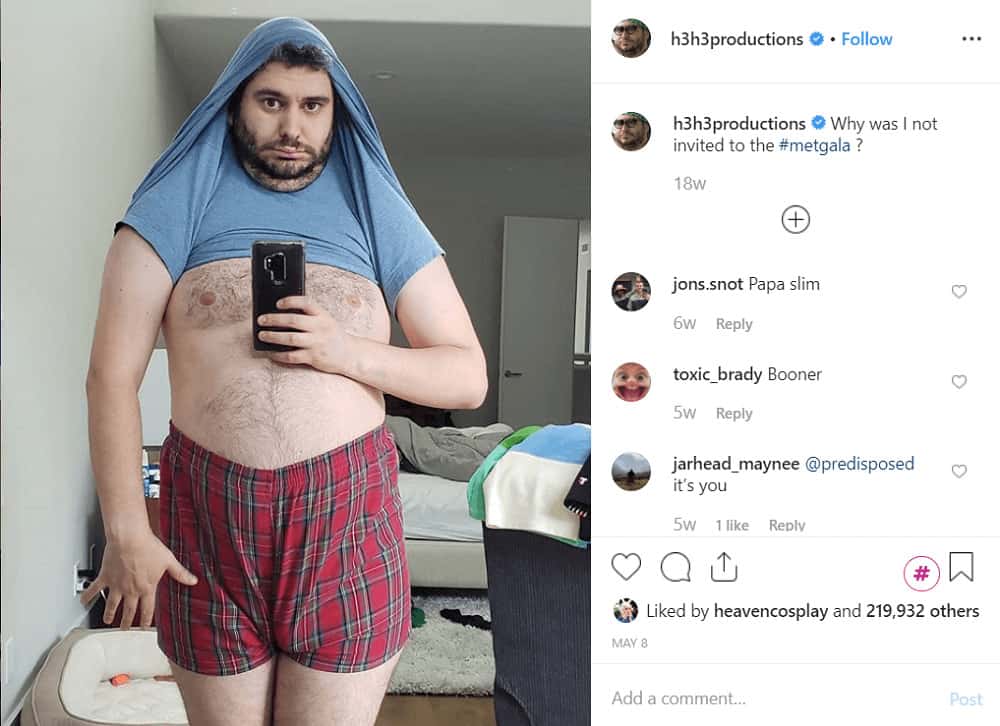 h3h3productions • Follow
h3h3productions Why was I not
invited to the #metgala ?
18w
jons.snot Papa slim
6w Reply
toxic_brady Booner
5w Reply
jarhead_maynee @predisposed
it's you
5w 1 like Reply
#
Liked by heavencosplay and 219,932 others
MAY 8
Add a comment... Post